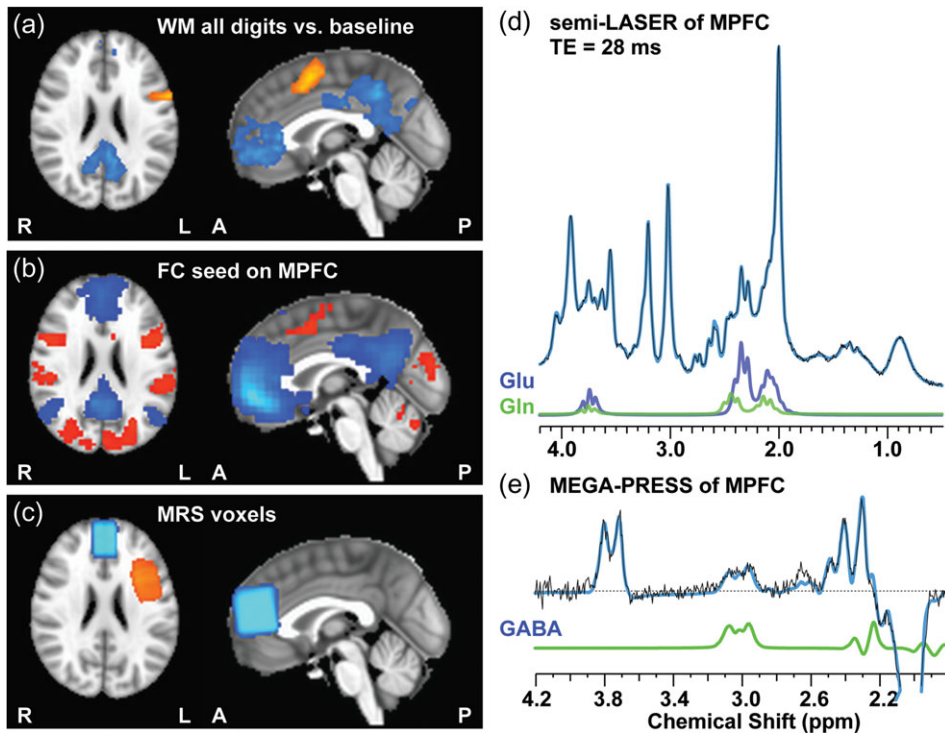 (a)
WM all digits vs. baseline
R
L
A
P
(b)
FC seed on MPFC
R
L
A
P
(c)
MRS voxels
R
L
A
P
(d)
semi-LASER of MPFC
TE = 28 ms
Glu
Gln
4.0
3.0
2.0
1.0
(e)
MEGA-PRESS of MPFC
GABA
4.2
3.8
3.4
3.0
2.6
2.2
Chemical Shift (ppm)